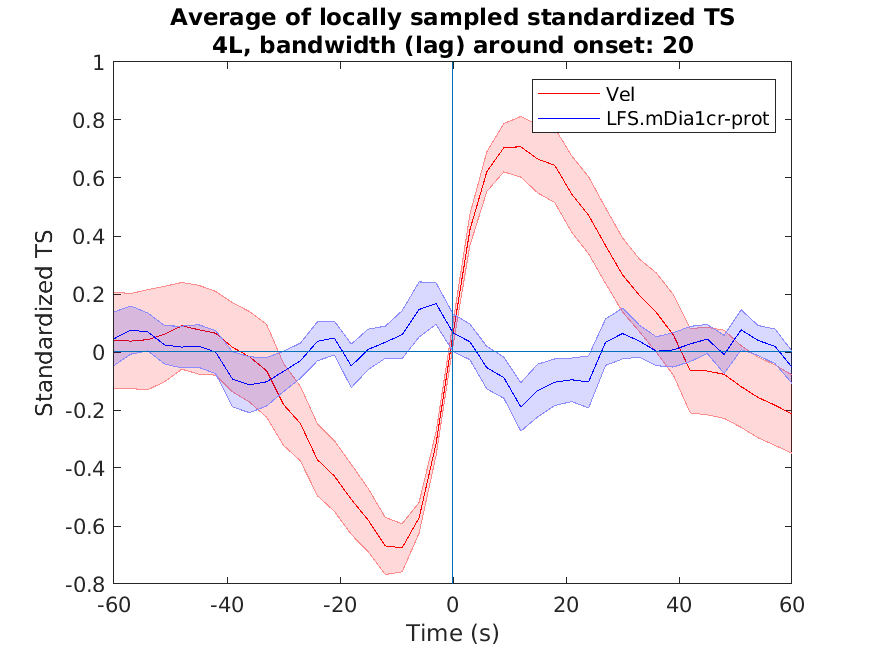 Average of locally sampled standardized TS
4L, bandwidth (lag) around onset: 20
Vel
LFS.mDia1cr-prot
Standardized TS
1
0.8
0.6
0.4
0.2
0
-0.2
-0.4
-0.6
-0.8
-60
-40
-20
0
20
40
60
Time (s)